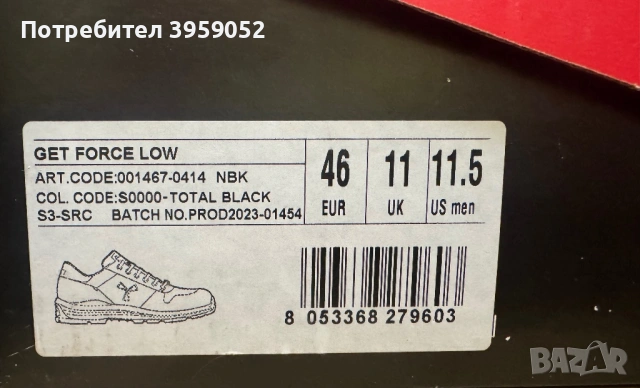 Потребител 3959052
GET FORCE LOW
ART.CODE:001467-0414 NBK
COL. CODE:S0000-TOTAL BLACK
S3-SRC BATCH NO.PROD2023-01454
46 11 11.5
EUR UK US men
8 053368 279603
BAZAR